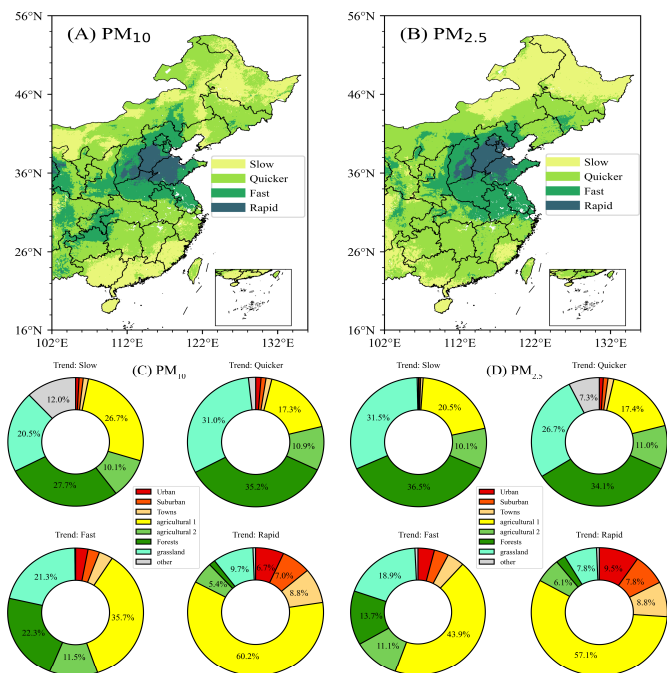 (A) PM10
(B) PM2.5
56°N
46°N
36°N
26°N
16°N
Slow
Quicker
Fast
Rapid
Slow
Quicker
Fast
Rapid
102°E
112°E
122°E
132°E
102°E
112°E
122°E
132°E
(C) PM10
(D) PM2.5
Trend: Slow
Trend: Quicker
Trend: Slow
Trend: Quicker
12.0%
26.7%
20.5%
10.1%
27.7%
31.0%
17.3%
10.9%
35.2%
31.5%
20.5%
10.1%
36.5%
7.3%
17.4%
26.7%
11.0%
34.1%
Urban
Suburban
Towns
agricultural 1
agricultural 2
Forests
grassland
other
Urban
Suburban
Towns
agricultural 1
agricultural 2
Forests
grassland
other
Trend: Fast
Trend: Rapid
Trend: Fast
Trend: Rapid
21.3%
35.7%
22.3%
11.5%
9.7%
6.7%
7.0%
5.4%
8.8%
60.2%
18.9%
13.7%
43.9%
11.1%
7.8%
9.5%
7.8%
6.1%
8.8%
57.1%